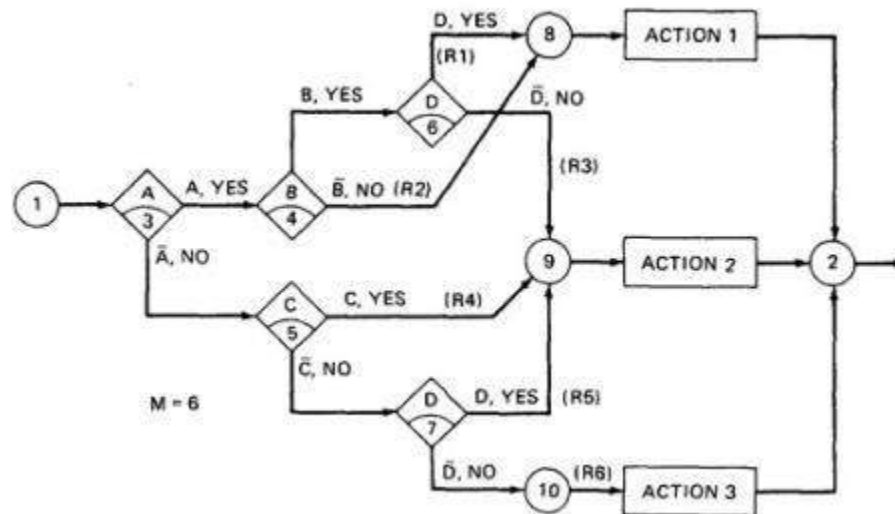 D, YES
8
ACTION 1
(R1)
B, YES
D
6
D̄, NO
A
3
A, YES
B
4
B̄, NO (R2)
(R3)
1
Ā, NO
9
ACTION 2
2
C
5
C, YES
(R4)
C̄, NO
M = 6
D
7
D, YES
(R5)
D̄, NO
10
(R6)
ACTION 3